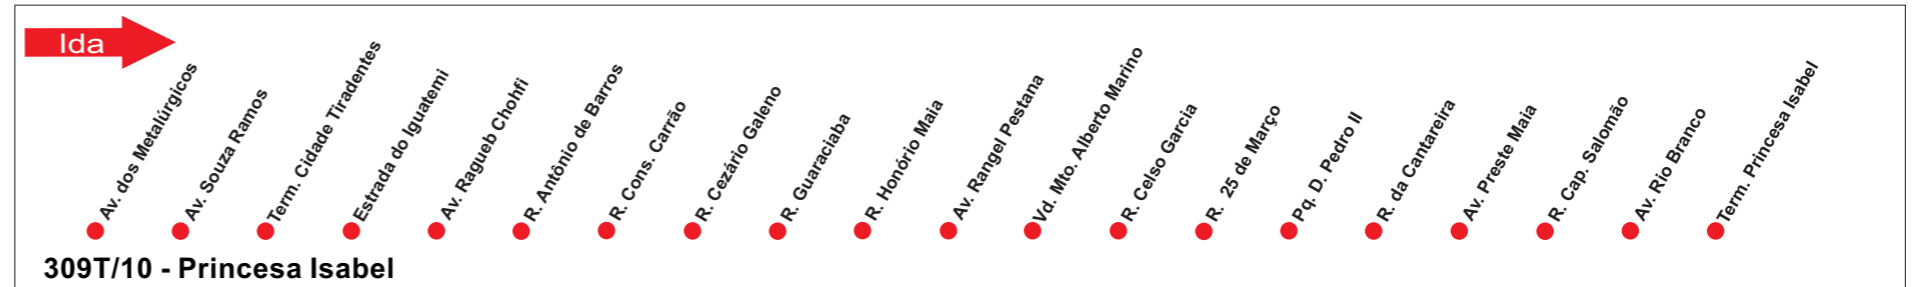 Ida
Av. dos Metalúrgicos
Av. Souza Ramos
Term. Cidade Tiradentes
Estrada do Iguatemi
Av. Ragueb Chohfi
R. Antônio de Barros
R. Cons. Carrão
R. Cezário Galeno
R. Guaraciaba
R. Honório Maia
Av. Rangel Pestana
Vd. Mto. Alberto Marino
R. Celso Garcia
R. 25 de Março
Pq. D. Pedro II
R. da Cantareira
Av. Preste Maia
R. Cap. Salomão
Av. Rio Branco
Term. Princesa Isabel
309T/10 - Princesa Isabel